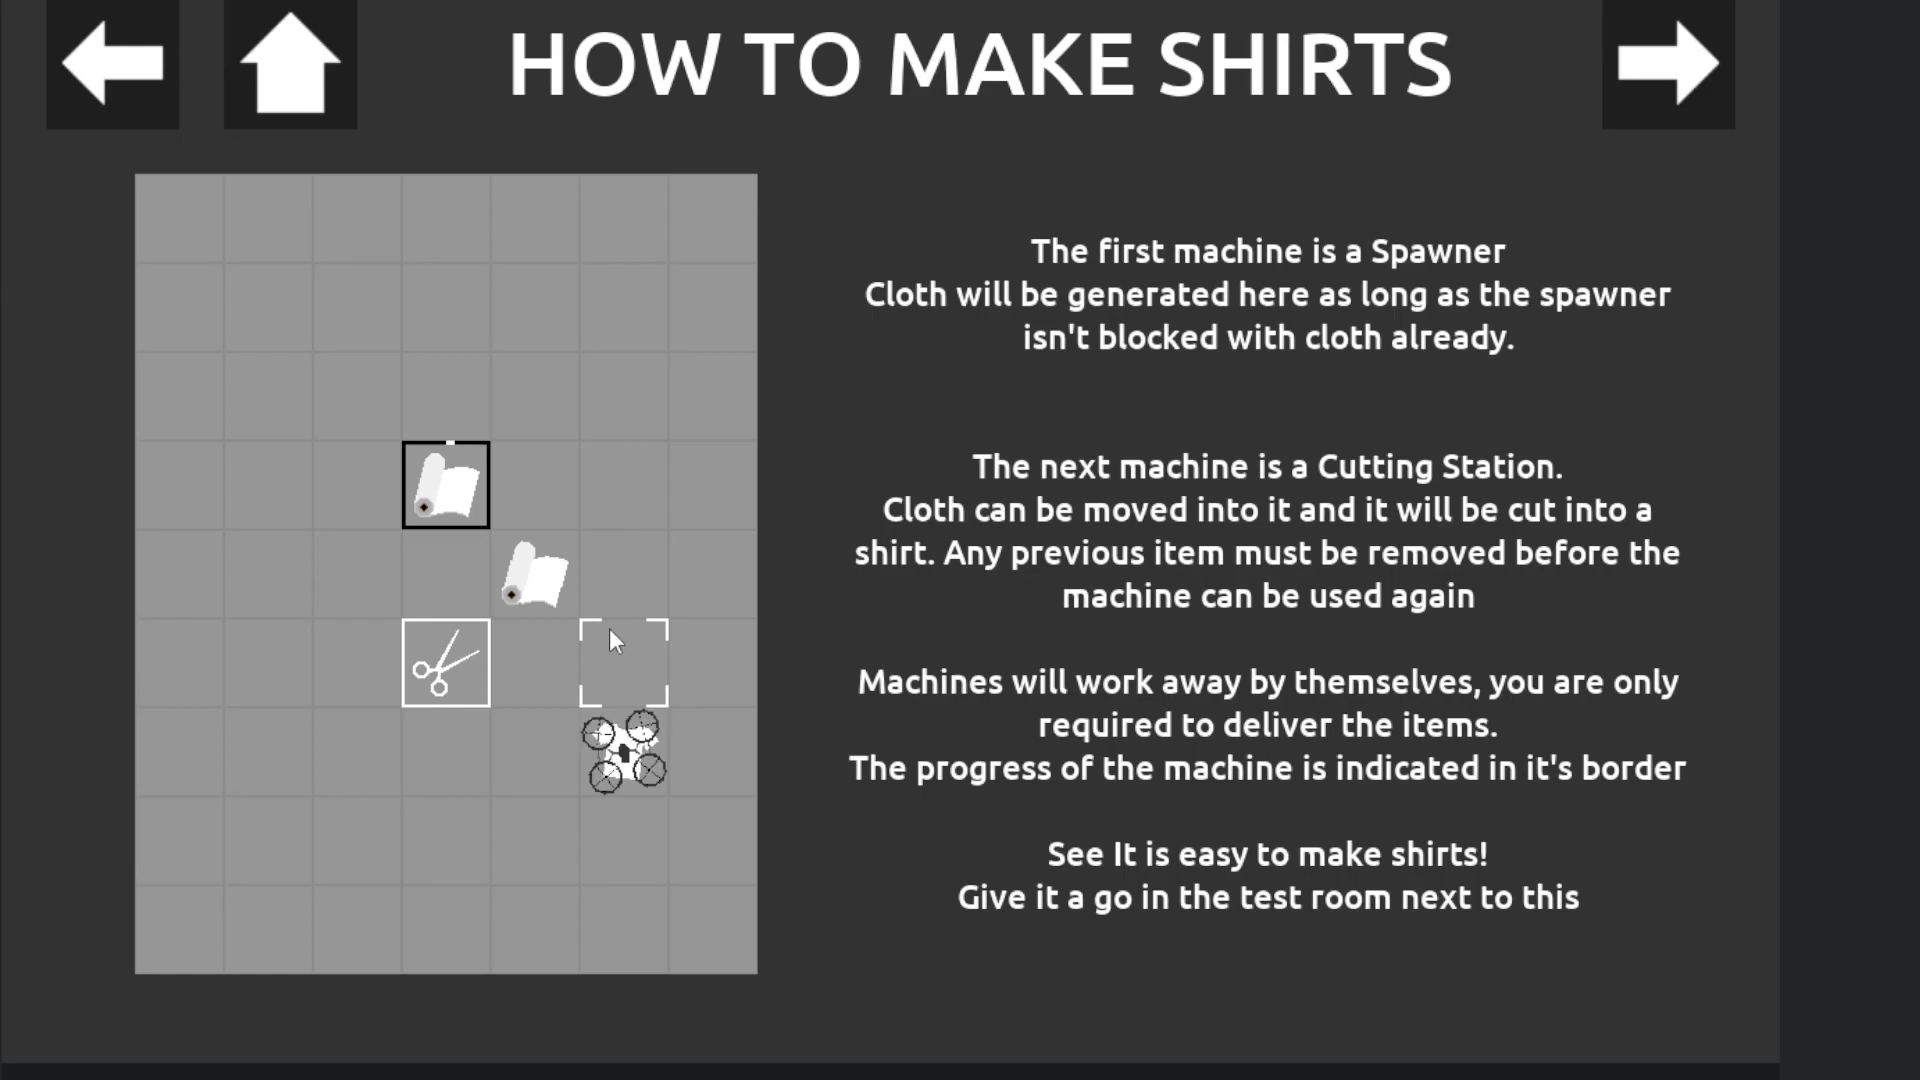 HOW TO MAKE SHIRTS
The first machine is a Spawner
Cloth will be generated here as long as the spawner
isn't blocked with cloth already.
The next machine is a Cutting Station.
Cloth can be moved into it and it will be cut into a
shirt. Any previous item must be removed before the
machine can be used again
Machines will work away by themselves, you are only
required to deliver the items.
The progress of the machine is indicated in it's border
See It is easy to make shirts!
Give it a go in the test room next to this